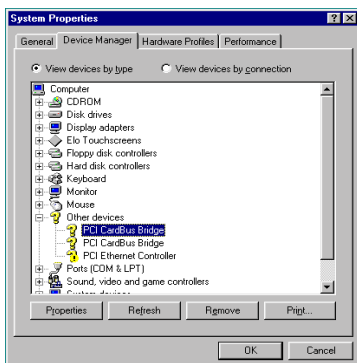 System Properties
General Device Manager Hardware Profiles Performance
View devices by type View devices by connection
Computer
CDROM
Disk drives
Display adapters
Elo Touchscreens
Floppy disk controllers
Hard disk controllers
Keyboard
Monitor
Mouse
Other devices
PCI CardBus Bridge
PCI CardBus Bridge
PCI Ethernet Controller
Ports (COM & LPT)
Sound, video and game controllers
System devices
Properties Refresh Remove Print...
OK Cancel